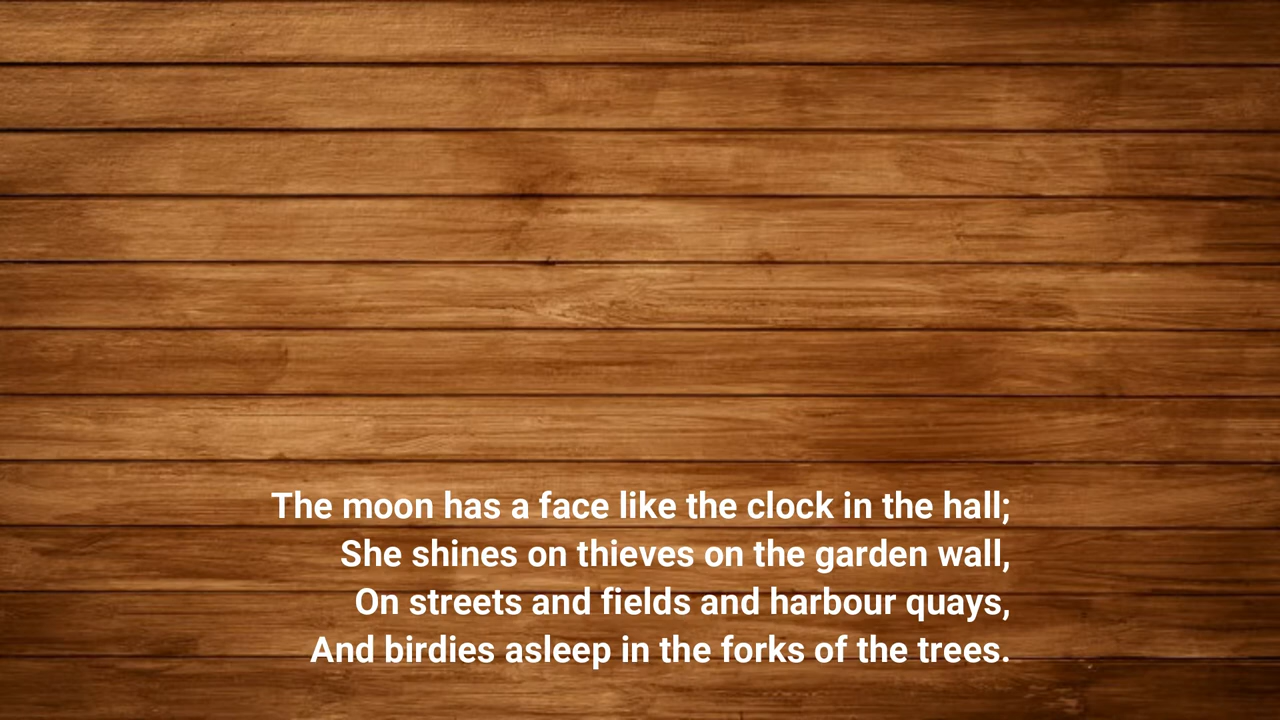 The moon has a face like the clock in the hall;
She shines on thieves on the garden wall,
On streets and fields and harbour quays,
And birdies asleep in the forks of the trees.